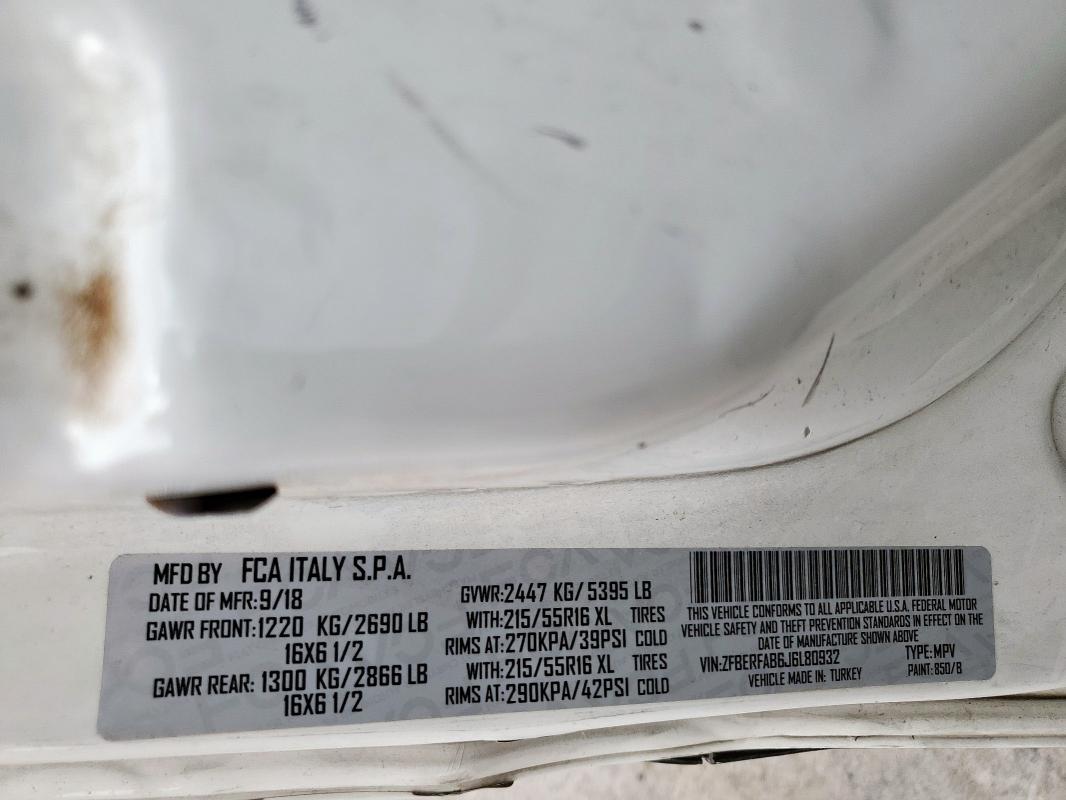 MFD BY FCA ITALY S.P.A.
DATE OF MFR:9/18
GAWR FRONT:1220 KG/2690 LB
16X6 1/2
GAWR REAR: 1300 KG/2866 LB
16X6 1/2
GVWR:2447 KG/5395 LB
WITH:215/55R16 XL TIRES
RIMS AT:270KPA/39PSI COLD
WITH:215/55R16 XL TIRES
RIMS AT:290KPA/42PSI COLD
THIS VEHICLE CONFORMS TO ALL APPLICABLE U.S.A. FEDERAL MOTOR
VEHICLE SAFETY AND THEFT PREVENTION STANDARDS IN EFFECT ON THE
DATE OF MANUFACTURE SHOWN ABOVE
VIN:ZFBERFAB6J6L80932 TYPE:MPV
VEHICLE MADE IN: TURKEY PAINT: 850/B